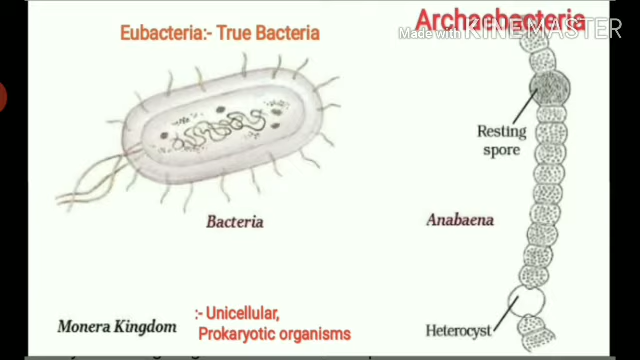 Eubacteria:- True Bacteria
Archaebacteria
Made with KINEMASTER
Resting
spore
Bacteria
Anabaena
Monera Kingdom
:- Unicellular,
Prokaryotic organisms
Heterocyst